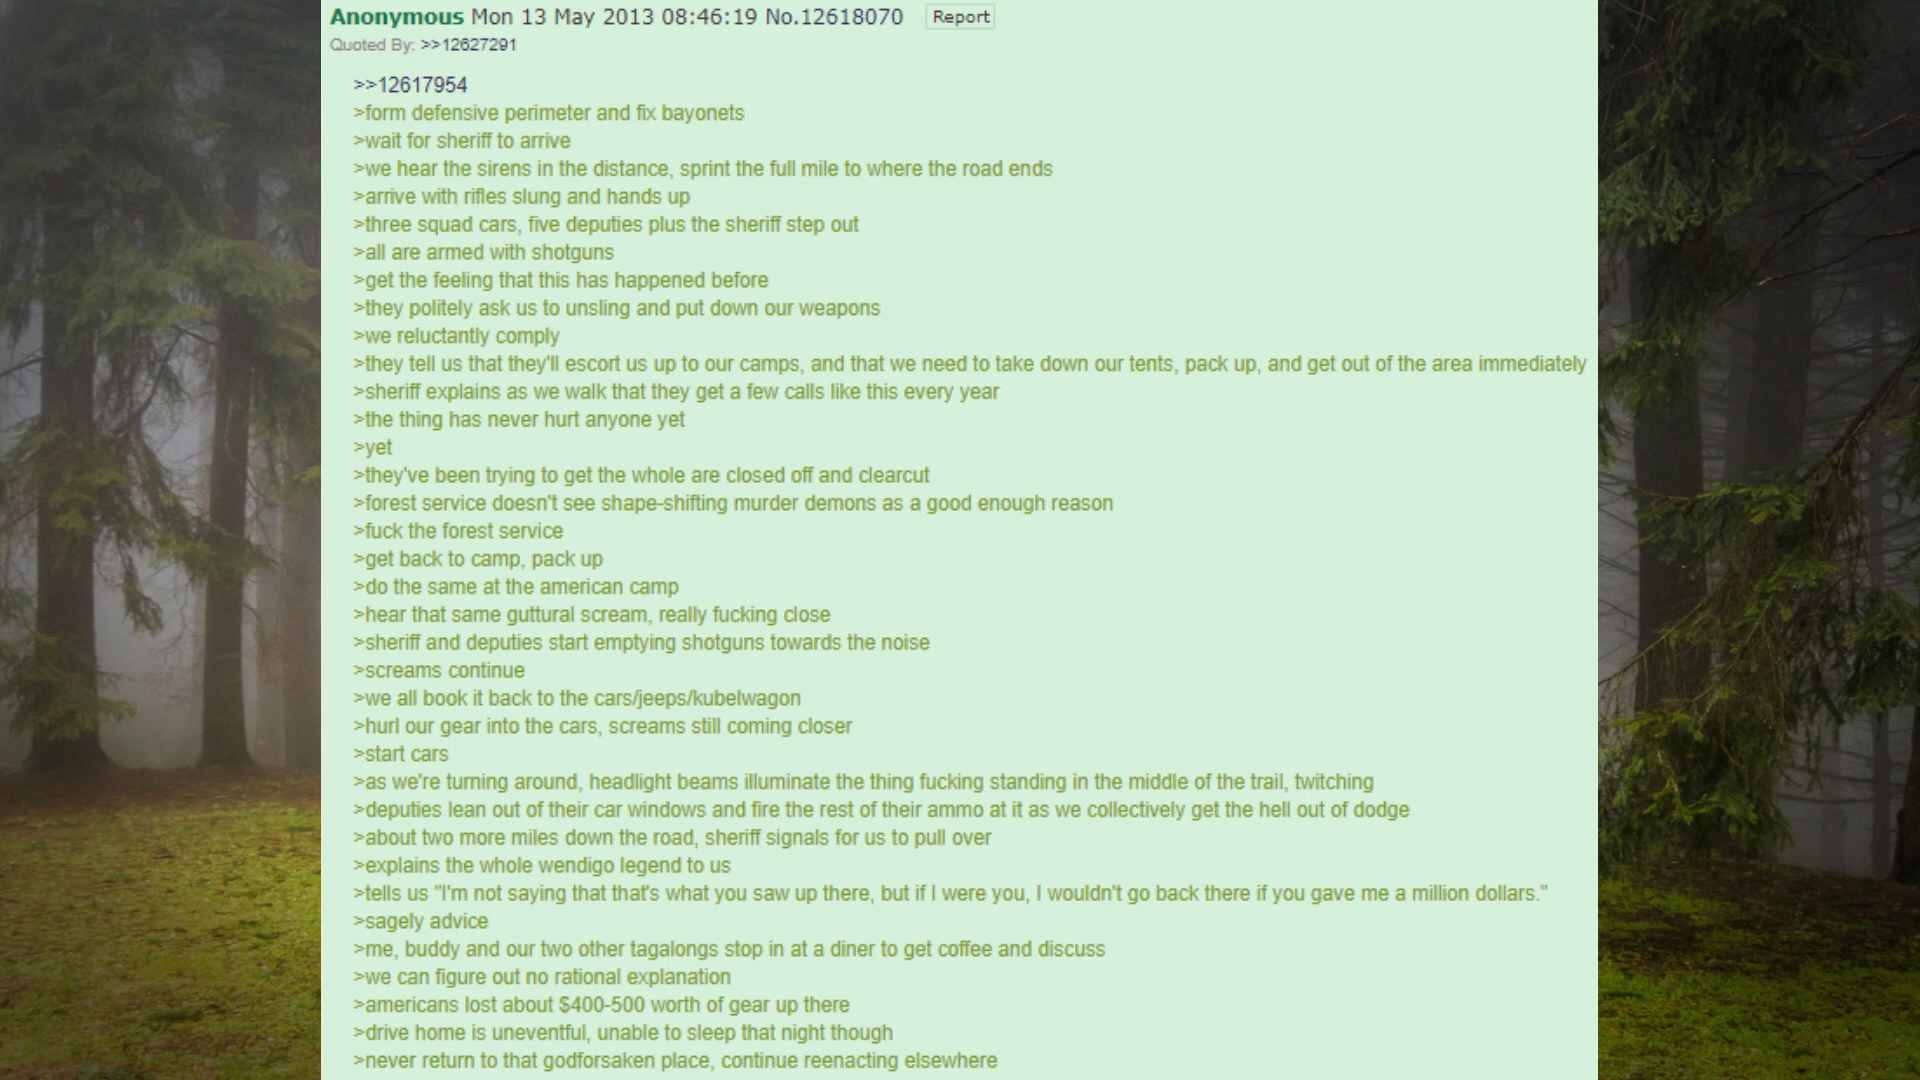 Anonymous Mon 13 May 2013 08:46:19 No.12618070 Report
Quoted By: >>12627291
>>12617954
>form defensive perimeter and fix bayonets
>wait for sheriff to arrive
>we hear the sirens in the distance, sprint the full mile to where the road ends
>arrive with rifles slung and hands up
>three squad cars, five deputies plus the sheriff step out
>all are armed with shotguns
>get the feeling that this has happened before
>they politely ask us to unsling and put down our weapons
>we reluctantly comply
>they tell us that they'll escort us up to our camps, and that we need to take down our tents, pack up, and get out of the area immediately
>sheriff explains as we walk that they get a few calls like this every year
>the thing has never hurt anyone yet
>yet
>they've been trying to get the whole are closed off and clearcut
>forest service doesn't see shape-shifting murder demons as a good enough reason
>fuck the forest service
>get back to camp, pack up
>do the same at the american camp
>hear that same guttural scream, really fucking close
>sheriff and deputies start emptying shotguns towards the noise
>screams continue
>we all book it back to the cars/jeeps/kubelwagon
>hurl our gear into the cars, screams still coming closer
>start cars
>as we're turning around, headlight beams illuminate the thing fucking standing in the middle of the trail, twitching
>deputies lean out of their car windows and fire the rest of their ammo at it as we collectively get the hell out of dodge
>about two more miles down the road, sheriff signals for us to pull over
>explains the whole wendigo legend to us
>tells us "I'm not saying that that's what you saw up there, but if I were you, I wouldn't go back there if you gave me a million dollars."
>sagely advice
>me, buddy and our two other tagalongs stop in at a diner to get coffee and discuss
>we can figure out no rational explanation
>americans lost about $400-500 worth of gear up there
>drive home is uneventful, unable to sleep that night though
>never return to that godforsaken place, continue reenacting elsewhere